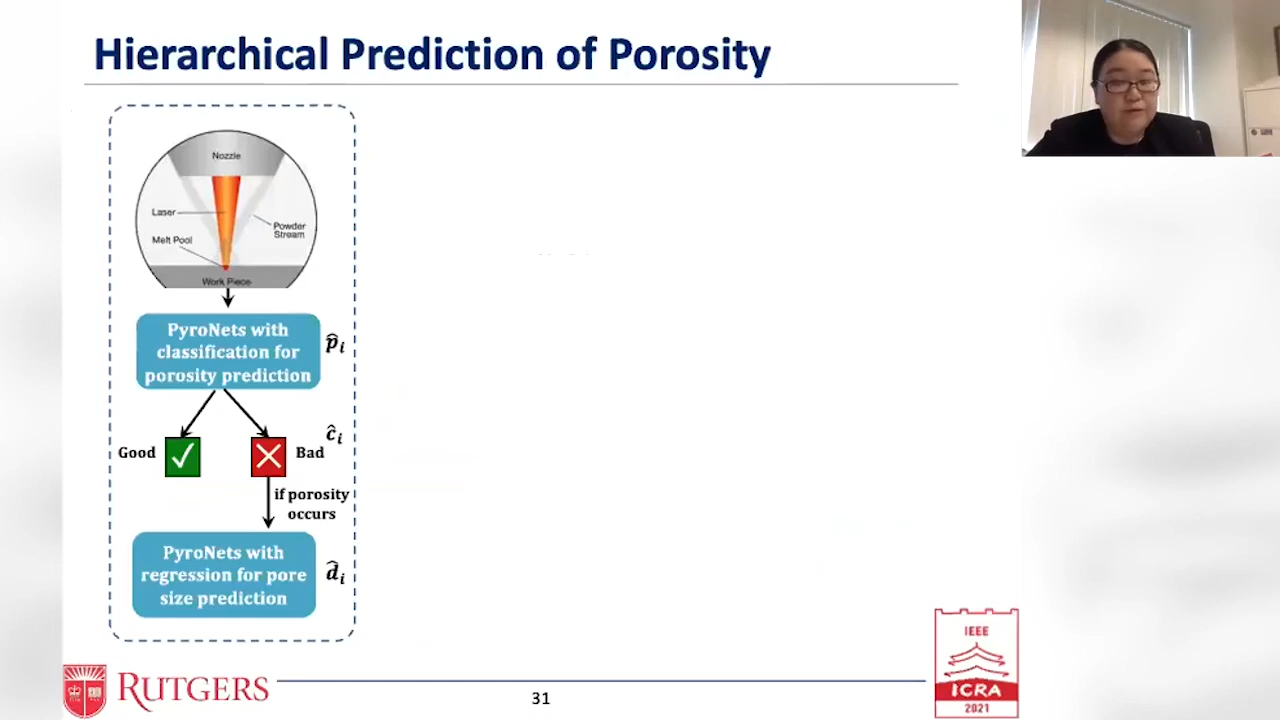 Hierarchical Prediction of Porosity
Nozzle
Laser
Powder
Stream
Melt Pool
Work Piece
PyroNets with
classification for
porosity prediction
p̂ᵢ
Good
Bad
ĉᵢ
if porosity
occurs
PyroNets with
regression for pore
size prediction
d̂ᵢ
RUTGERS
31
IEEE
ICRA
2021